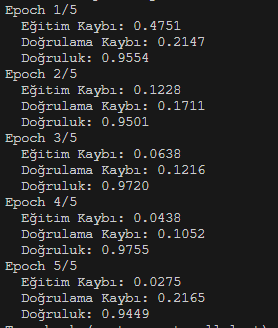 Epoch 1/5
Eğitim Kaybı: 0.4751
Doğrulama Kaybı: 0.2147
Doğruluk: 0.9554
Epoch 2/5
Eğitim Kaybı: 0.1228
Doğrulama Kaybı: 0.1711
Doğruluk: 0.9501
Epoch 3/5
Eğitim Kaybı: 0.0638
Doğrulama Kaybı: 0.1216
Doğruluk: 0.9720
Epoch 4/5
Eğitim Kaybı: 0.0438
Doğrulama Kaybı: 0.1052
Doğruluk: 0.9755
Epoch 5/5
Eğitim Kaybı: 0.0275
Doğrulama Kaybı: 0.2165
Doğruluk: 0.9449